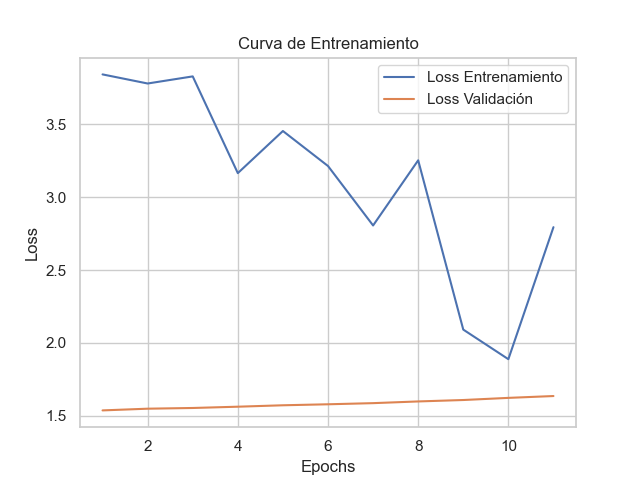 Curva de Entrenamiento
Loss Entrenamiento
Loss Validación
Loss
3.5
3.0
2.5
2.0
1.5
2 4 6 8 10
Epochs